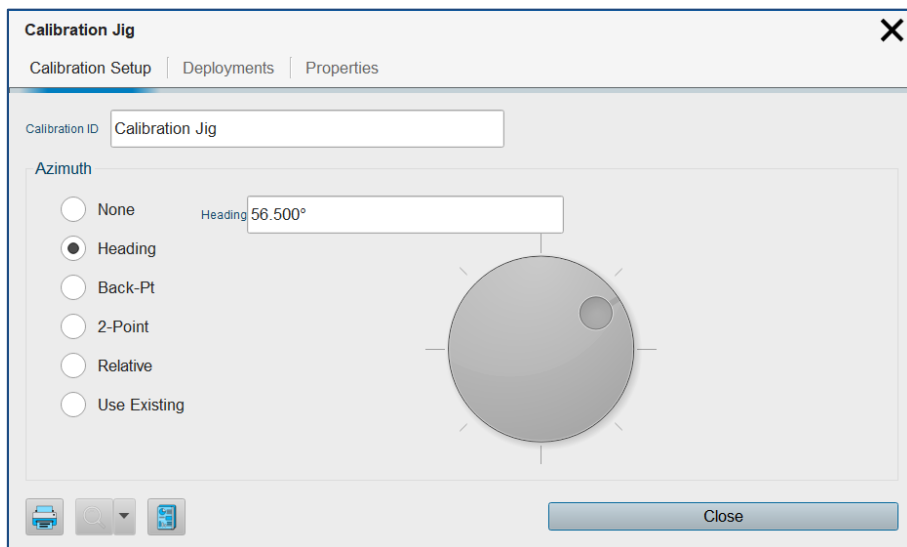 Calibration Jig
Calibration Setup Deployments Properties
Calibration ID Calibration Jig
Azimuth
None
Heading 56.500°
Heading
Back-Pt
2-Point
Relative
Use Existing
Close